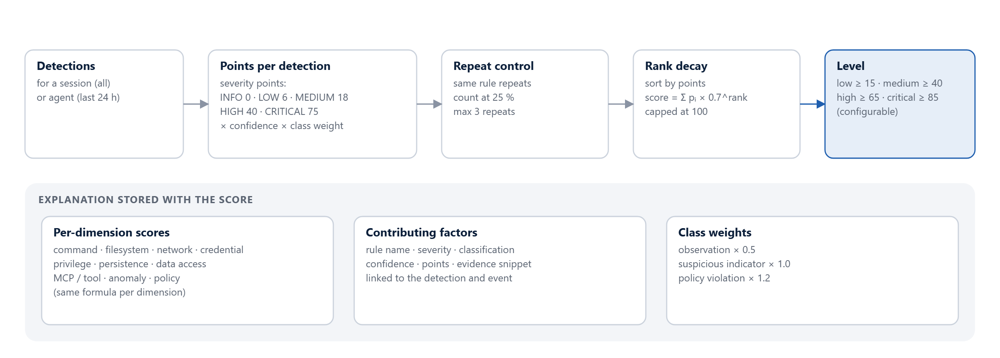 Detections
for a session (all)
or agent (last 24 h)
Points per detection
severity points:
INFO 0 · LOW 6 · MEDIUM 18
HIGH 40 · CRITICAL 75
× confidence × class weight
Repeat control
same rule repeats
count at 25 %
max 3 repeats
Rank decay
sort by points
score = Σ pᵢ × 0.7^rank
capped at 100
Level
low ≥ 15 · medium ≥ 40
high ≥ 65 · critical ≥ 85
(configurable)
EXPLANATION STORED WITH THE SCORE
Per-dimension scores
command · filesystem · network · credential
privilege · persistence · data access
MCP / tool · anomaly · policy
(same formula per dimension)
Contributing factors
rule name · severity · classification
confidence · points · evidence snippet
linked to the detection and event
Class weights
observation × 0.5
suspicious indicator × 1.0
policy violation × 1.2